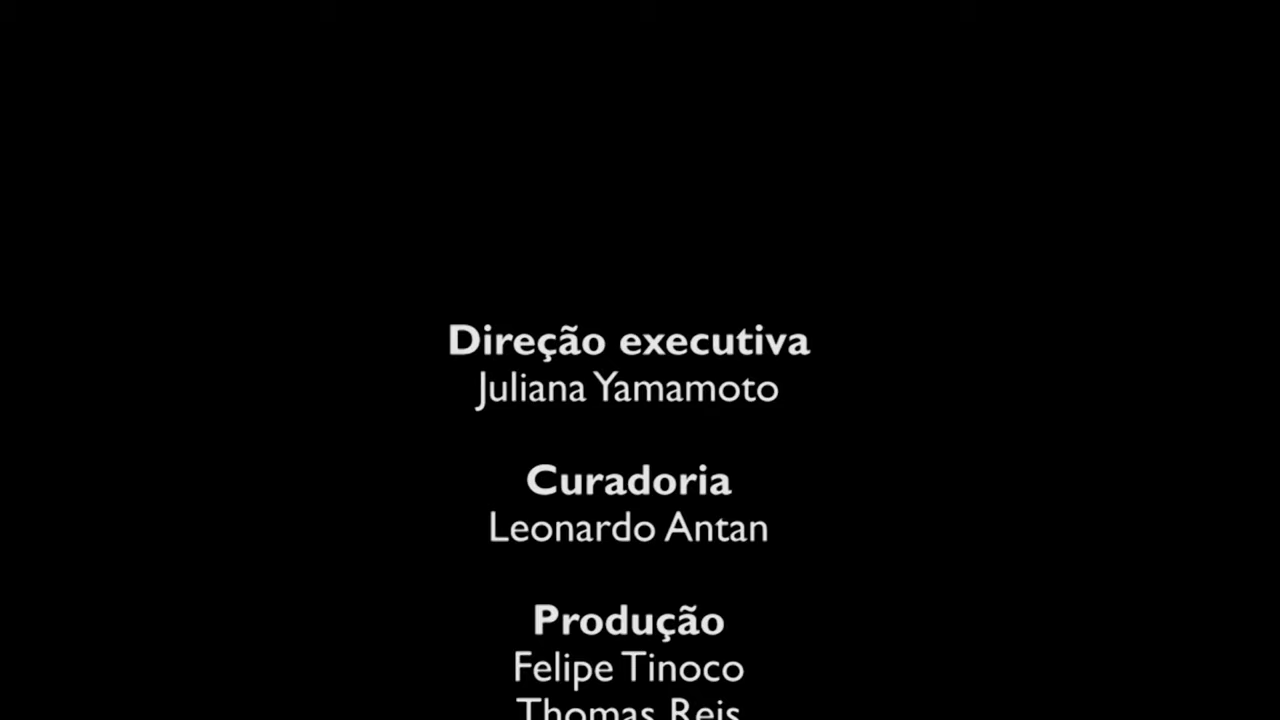 Direção executiva
Juliana Yamamoto
Curadoria
Leonardo Antan
Produção
Felipe Tinoco
Thomas Reis